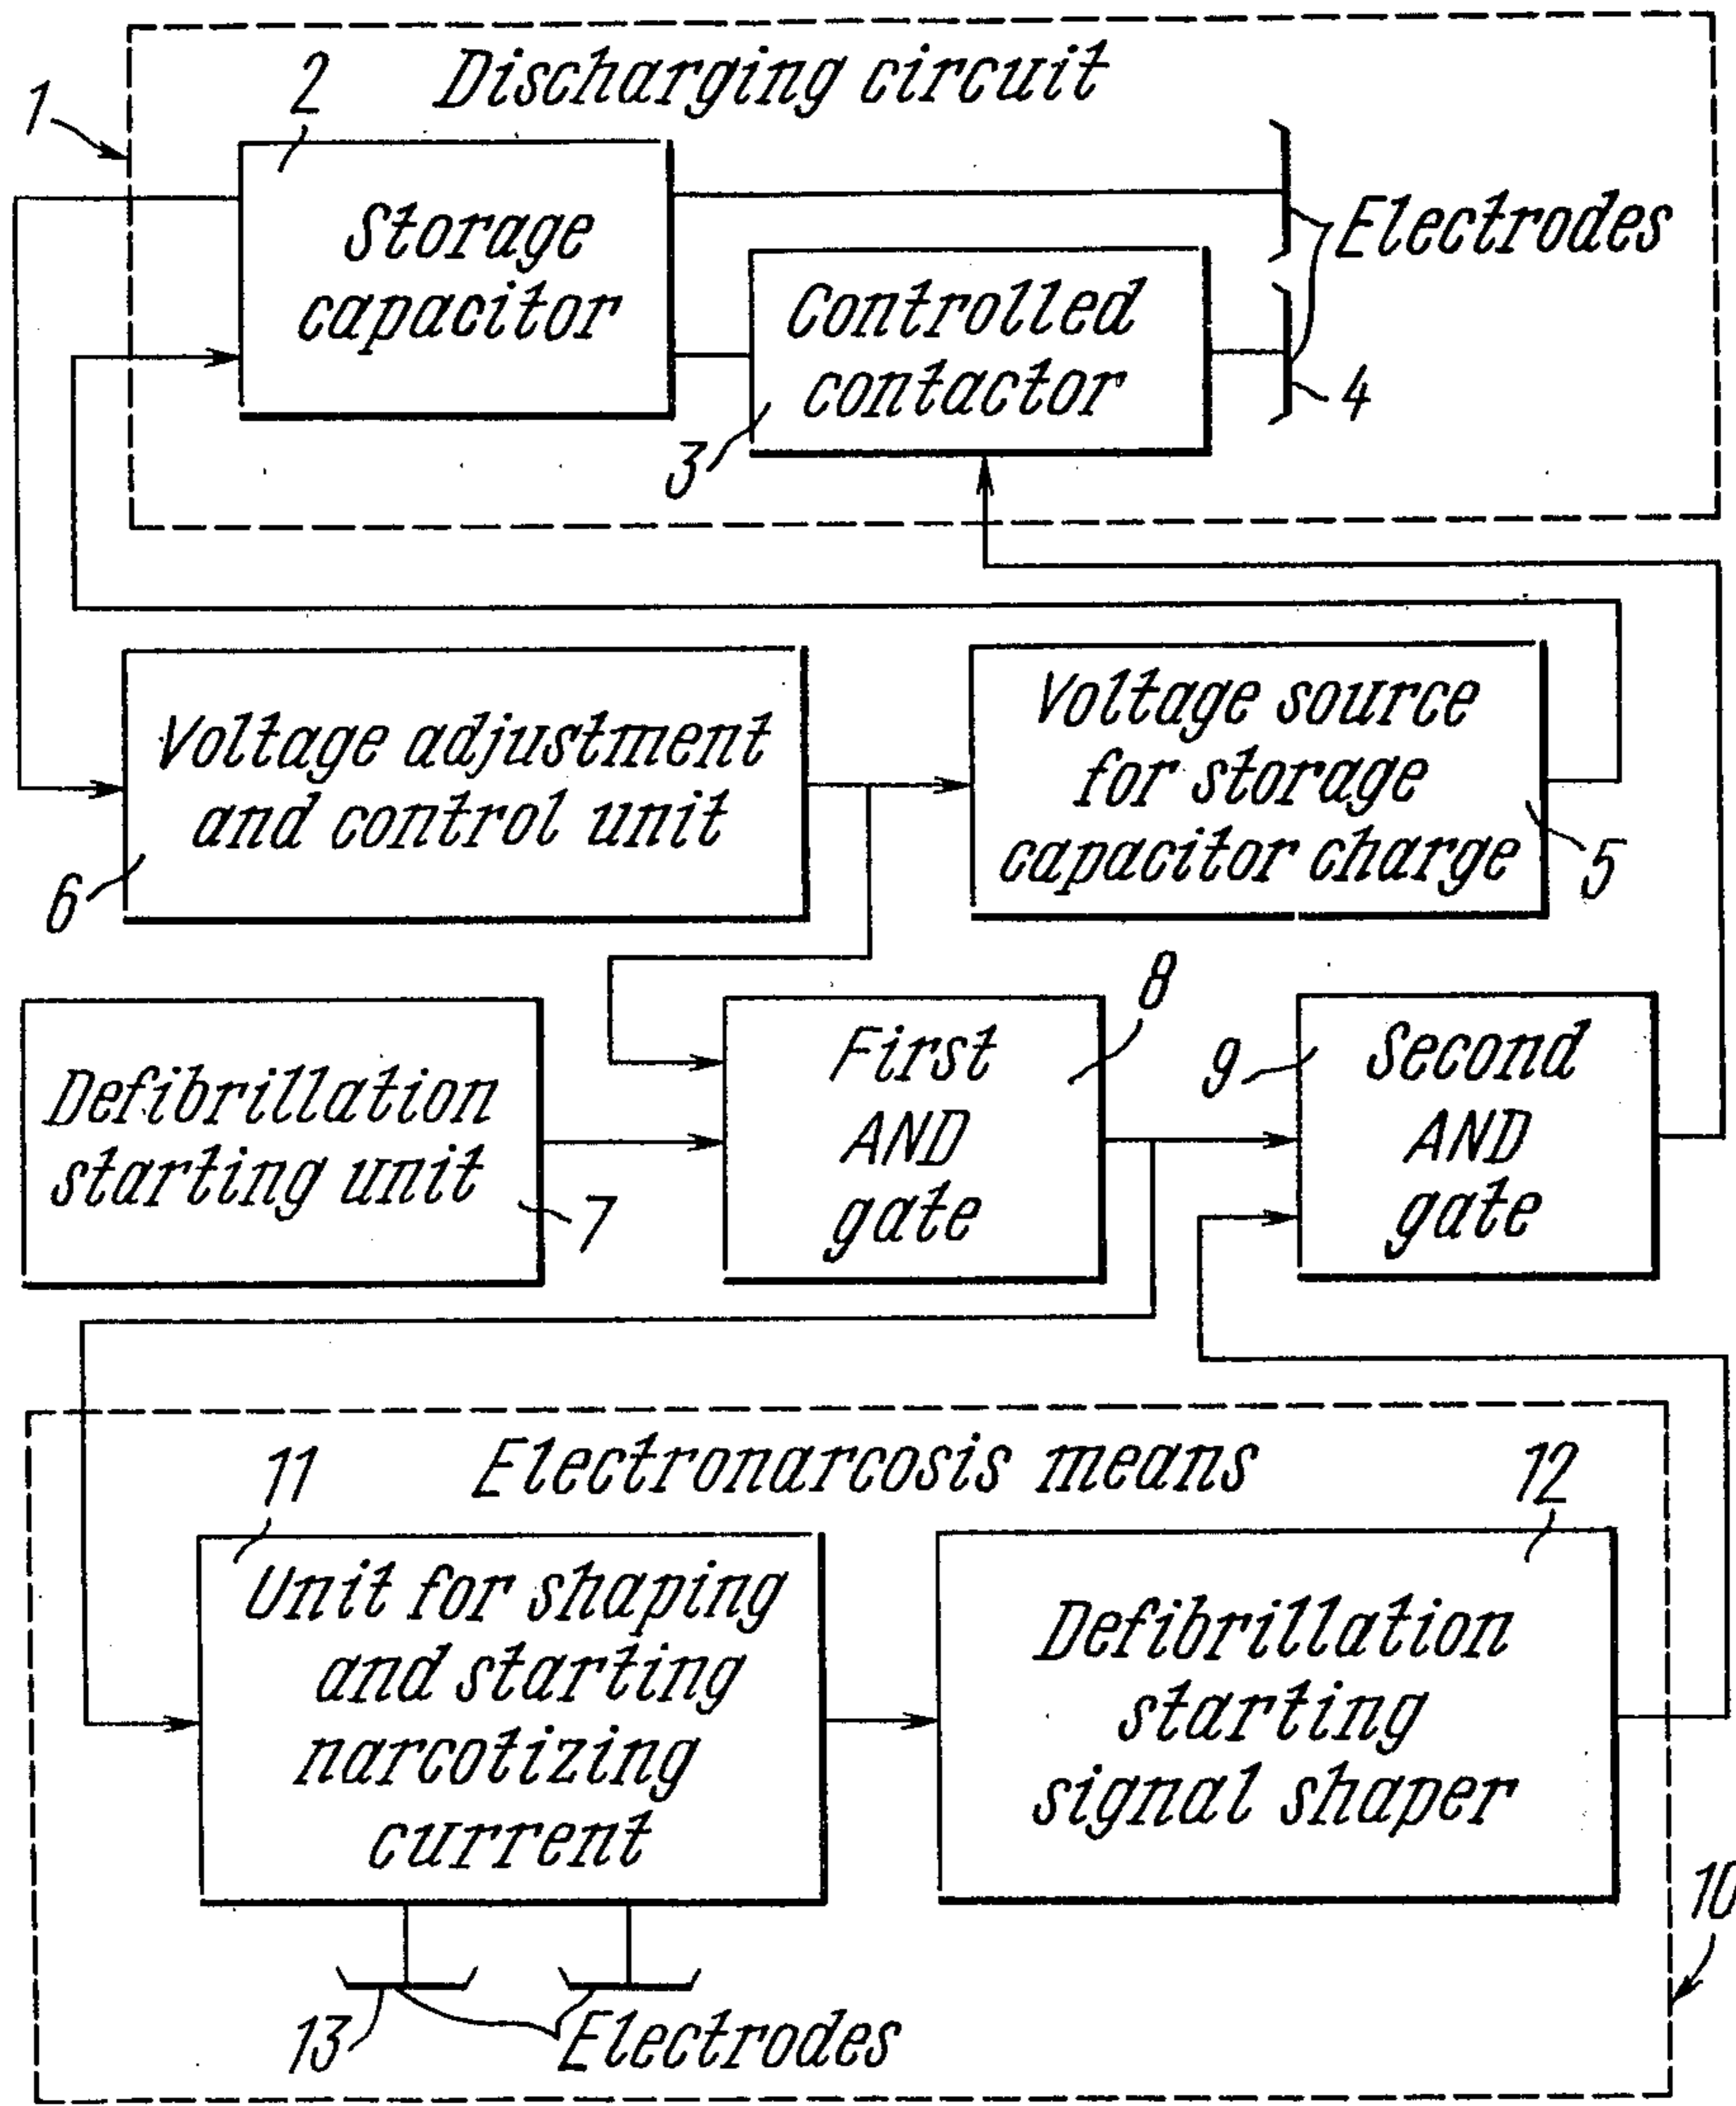 Discharging circuit
1
2
Storage
capacitor
Electrodes
Controlled
contactor
3
4
Voltage adjustment
and control unit
6
Voltage source
for storage
capacitor charge
5
Defibrillation
starting unit
7
First
AND
gate
8
9
Second
AND
gate
Electronarcosis means
11
12
Unit for shaping
and starting
narcotizing
current
Defibrillation
starting
signal shaper
10
13
Electrodes